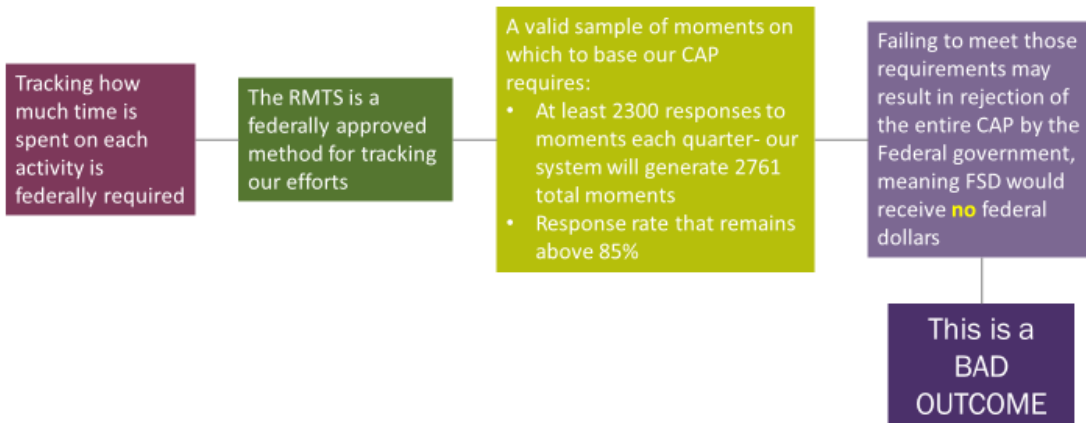 Tracking how
much time is
spent on each
activity is
federally required
The RMTS is a
federally approved
method for tracking
our efforts
A valid sample of moments on
which to base our CAP
requires:
• At least 2300 responses to
moments each quarter- our
system will generate 2761
total moments
• Response rate that remains
above 85%
Failing to meet those
requirements may
result in rejection of
the entire CAP by the
Federal government,
meaning FSD would
receive no federal
dollars
This is a
BAD
OUTCOME